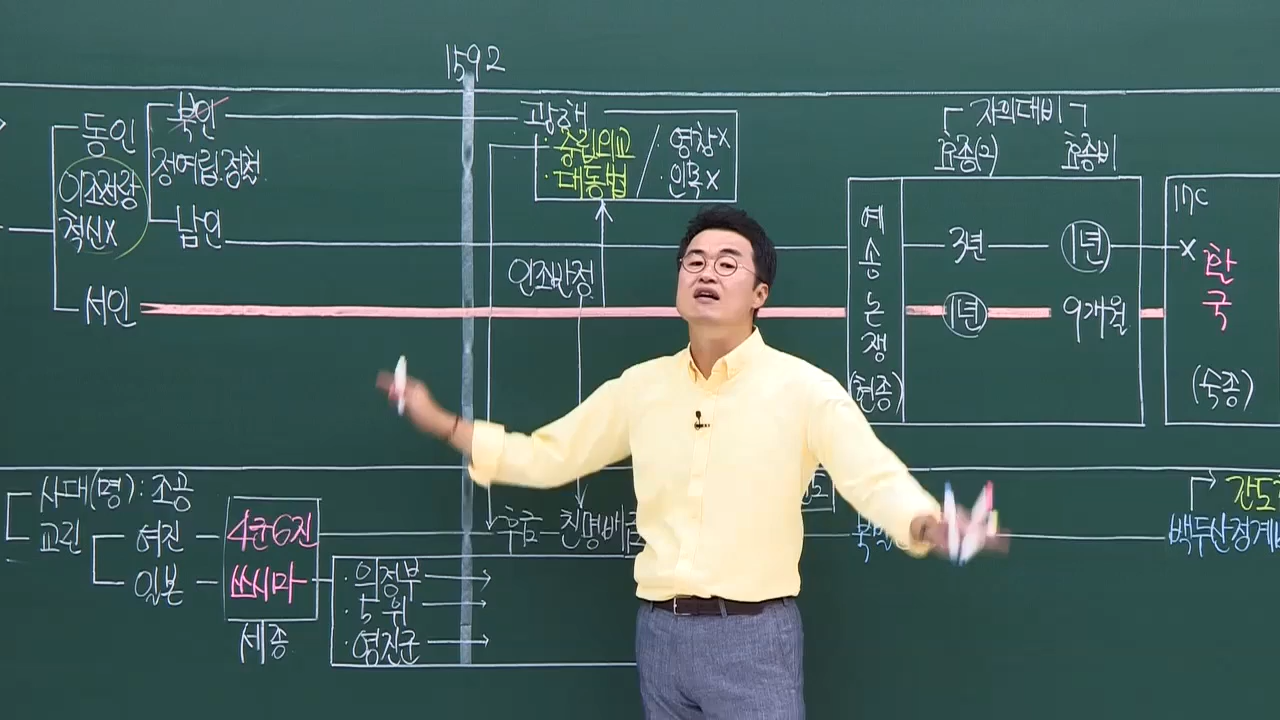 1592
북인
광해
자의대비
동인
중립외교 / 영창x
효종(의) 효종비
정여립.정철
대동법 / 인목x
이조전랑
척신x
남인
17C
예송논쟁
(현종)
3년 1년
x
환국
인조반정
서인
1년 9개월
(숙종)
사대(명) : 조공
교린
여진
4군6진
후금 친명배금
백두산정계
일본
쓰시마
의정부
5위
영진군
세종